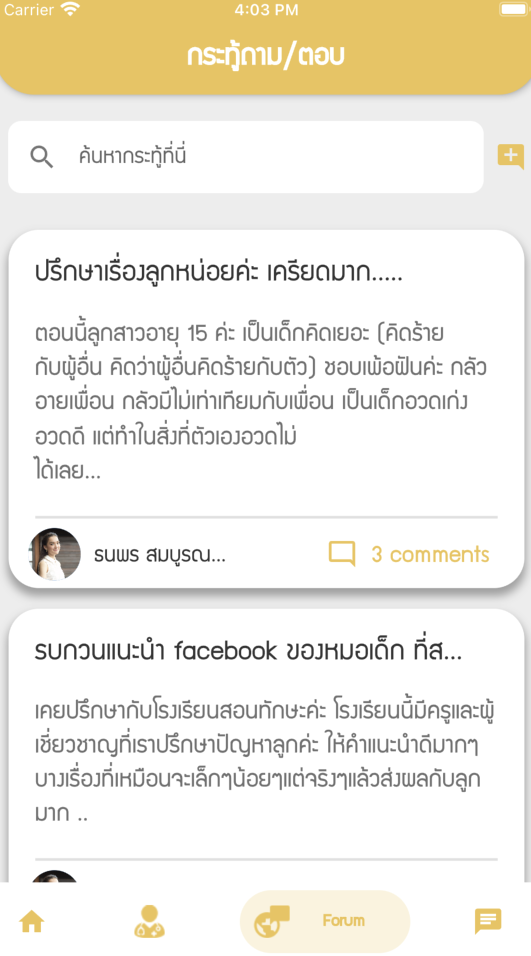 Carrier 4:03 PM
กระทู้ถาม/ตอบ
ค้นหากระทู้ที่นี่
ปรึกษาเรื่องลูกหน่อยค่ะ เครียดมาก.....
ตอนนี้ลูกสาวอายุ 15 ค่ะ เป็นเด็กคิดเยอะ (คิดร้าย
กับผู้อื่น คิดว่าผู้อื่นคิดร้ายกับตัว) ชอบเพ้อฝันค่ะ กลัว
อายเพื่อน กลัวมีไม่เท่าเทียมกับเพื่อน เป็นเด็กอวดเก่ง
อวดดี แต่ทำในสิ่งที่ตัวเองอวดไม่
ได้เลย...
ธนพร สมบูรณ... 3 comments
รบกวนแนะนำ facebook ของหมอเด็ก ที่ส...
เคยปรึกษากับโรงเรียนสอนทักษะค่ะ โรงเรียนนี้มีครูและผู้
เชี่ยวชาญที่เราปรึกษาปัญหาลูกค่ะ ให้คำแนะนำดีมากๆ
บางเรื่องที่เหมือนจะเล็กๆน้อยๆแต่จริงๆแล้วส่งผลกับลูก
มาก ..
Forum